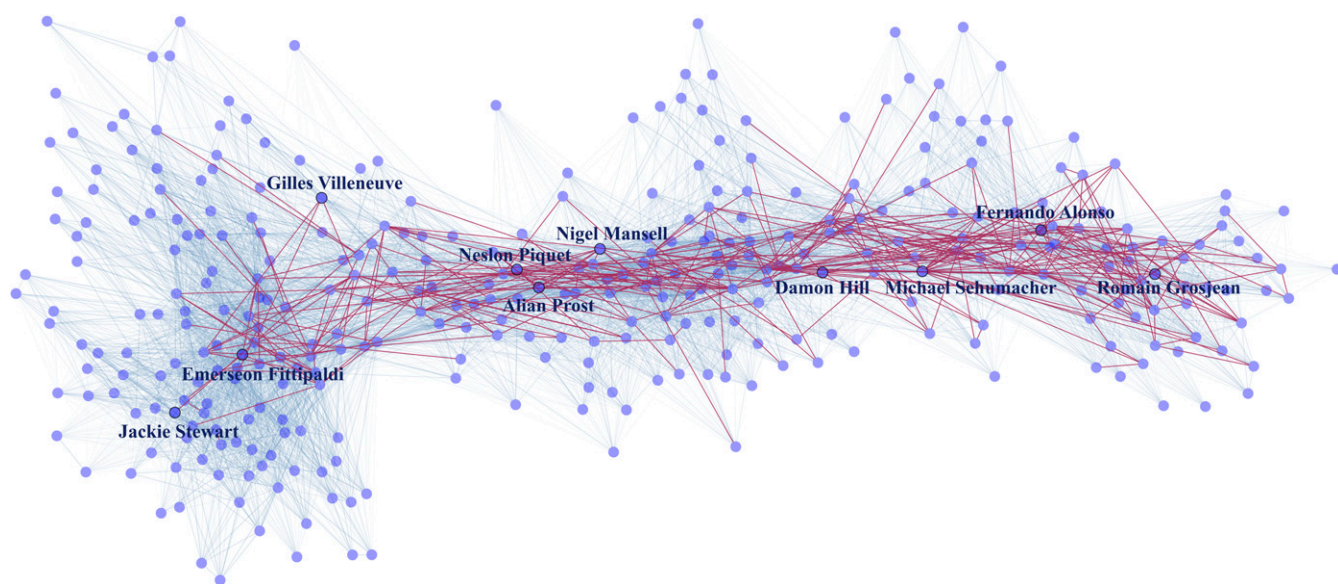 Gilles Villeneuve
Fernando Alonso
Nigel Mansell
Neslon Piquet
Damon Hill
Michael Schumacher
Romain Grosjean
Alian Prost
Emerseon Fittipaldi
Jackie Stewart